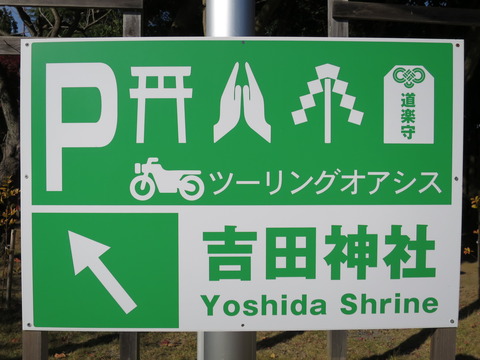 P
道楽守
ツーリングオアシス
吉田神社
Yoshida Shrine